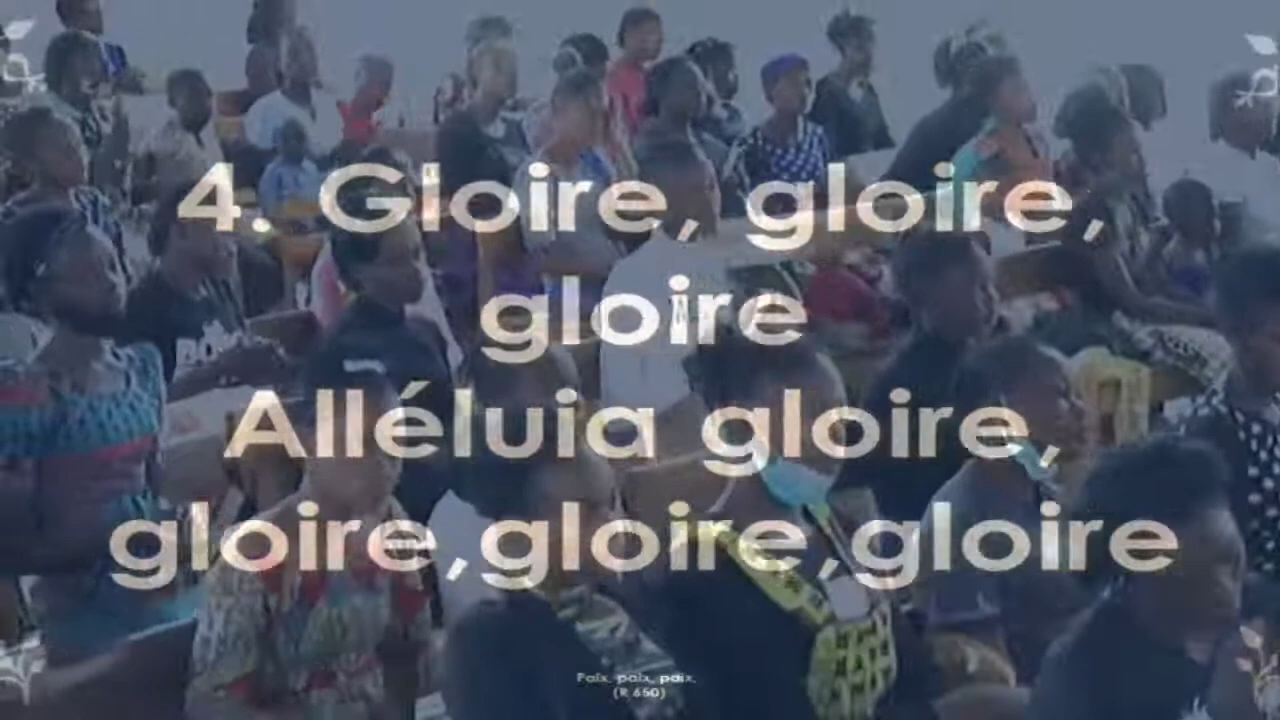 4. Gloire, gloire,
gloire
Alléluia gloire,
gloire,gloire,gloire
Paix, paix, paix,
(R 650)